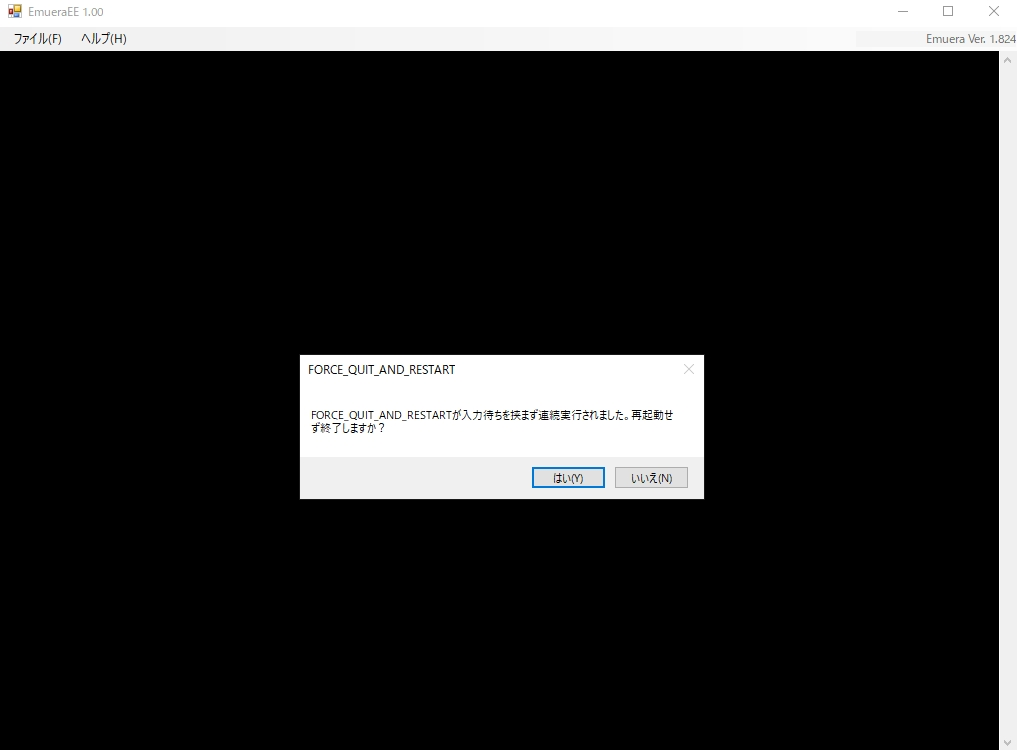 EmueraEE 1.00
ファイル(F) ヘルプ(H) Emuera Ver. 1.824
FORCE_QUIT_AND_RESTART
FORCE_QUIT_AND_RESTARTが入力待ちを挟まず連続実行されました。再起動せ
ず終了しますか？
はい(Y) いいえ(N)